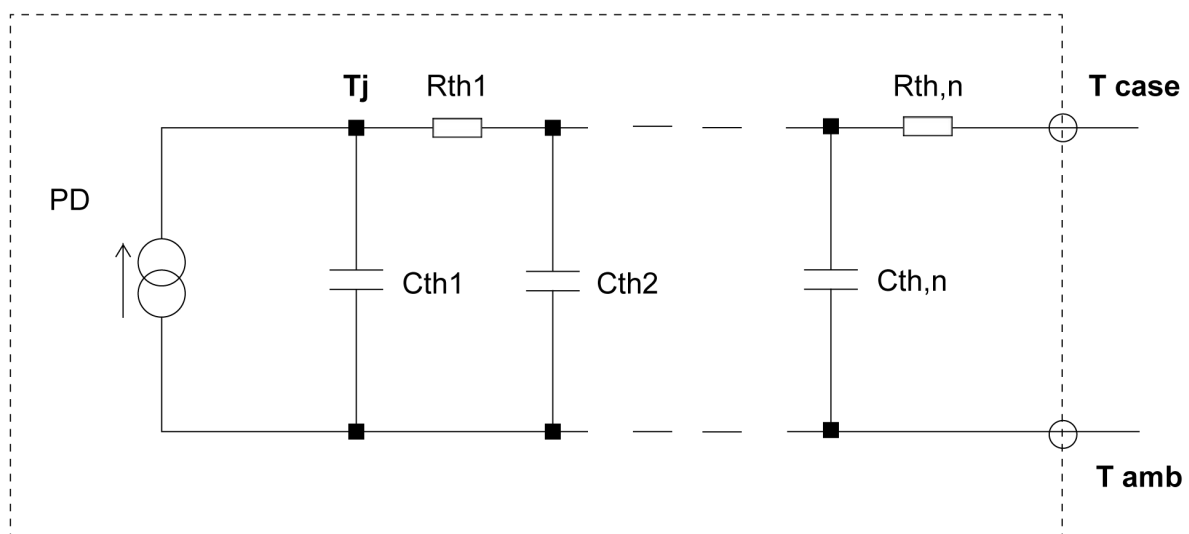 Tj
Rth1
Rth,n
T case
PD
Cth1
Cth2
Cth,n
T amb